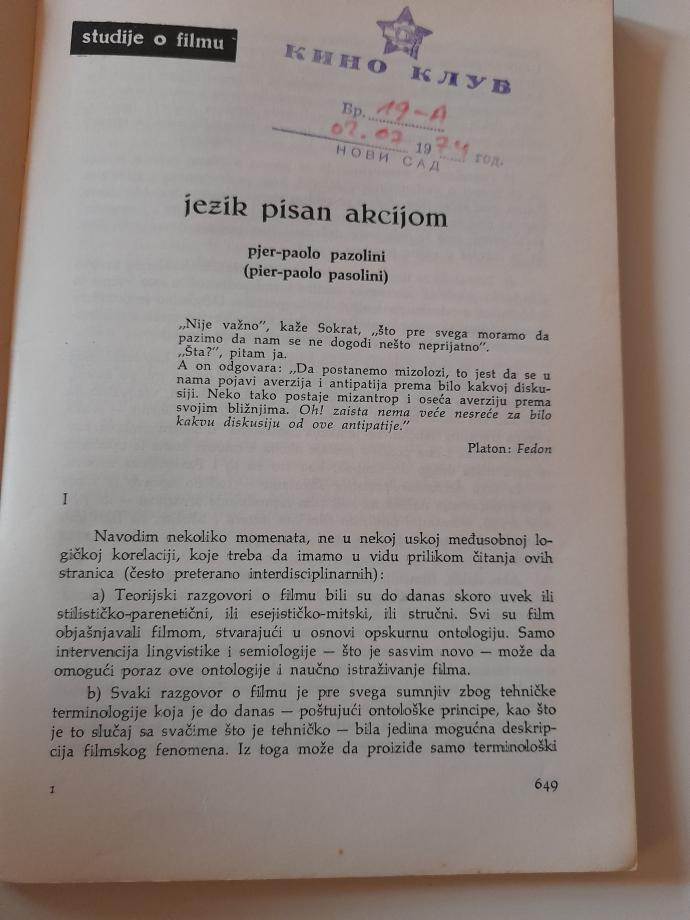 studije o filmu
КИНО КЛУБ
Бр. 19-А
02.02 1974 год.
НОВИ САД
jezik pisan akcijom
pjer-paolo pazolini
(pier-paolo pasolini)
„Nije važno”, kaže Sokrat, „što pre svega moramo da
pazimo da nam se ne dogodi nešto neprijatno”.
„Šta?”, pitam ja.
A on odgovara: „Da postanemo mizolozi, to jest da se u
nama pojavi averzija i antipatija prema bilo kakvoj disku-
siji. Neko tako postaje mizantrop i oseća averziju prema
svojim bližnjima. Oh! zaista nema veće nesreće za bilo
kakvu diskusiju od ove antipatije.”
Platon: Fedon
I
Navodim nekoliko momenata, ne u nekoj uskoj međusobnoj lo-
gičkoj korelaciji, koje treba da imamo u vidu prilikom čitanja ovih
stranica (često preterano interdisciplinarnih):
a) Teorijski razgovori o filmu bili su do danas skoro uvek ili
stilističko-parenetični, ili esejističko-mitski, ili stručni. Svi su film
objašnjavali filmom, stvarajući u osnovi opskurnu ontologiju. Samo
intervencija lingvistike i semiologije — što je sasvim novo — može da
omogući poraz ove ontologije i naučno istraživanje filma.
b) Svaki razgovor o filmu je pre svega sumnjiv zbog tehničke
terminologije koja je do danas — poštujući ontološke principe, kao što
je to slučaj sa svačime što je tehničko — bila jedina mogućna deskrip-
cija filmskog fenomena. Iz toga može da proiziđe samo terminološki
1
649